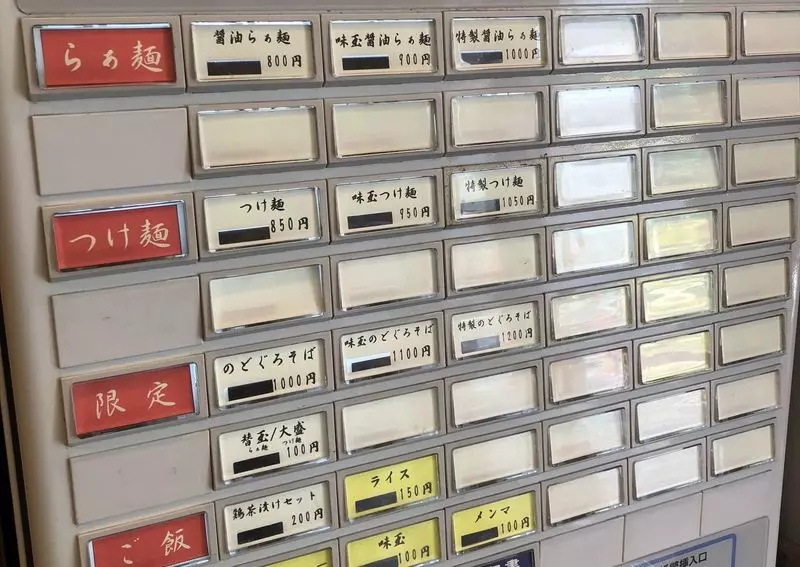 らぁ麺
醤油らぁ麺
800円
味玉醤油らぁ麺
900円
特製醤油らぁ麺
1000円
つけ麺
つけ麺
850円
味玉つけ麺
950円
特製つけ麺
1050円
限定
のどぐろそば
1000円
味玉のどぐろそば
1100円
特製のどぐろそば
1200円
替玉/大盛
らぁ麺 つけ麺
100円
ご飯
鶏茶漬けセット
200円
ライス
150円
味玉
100円
メンマ
100円
挿入口